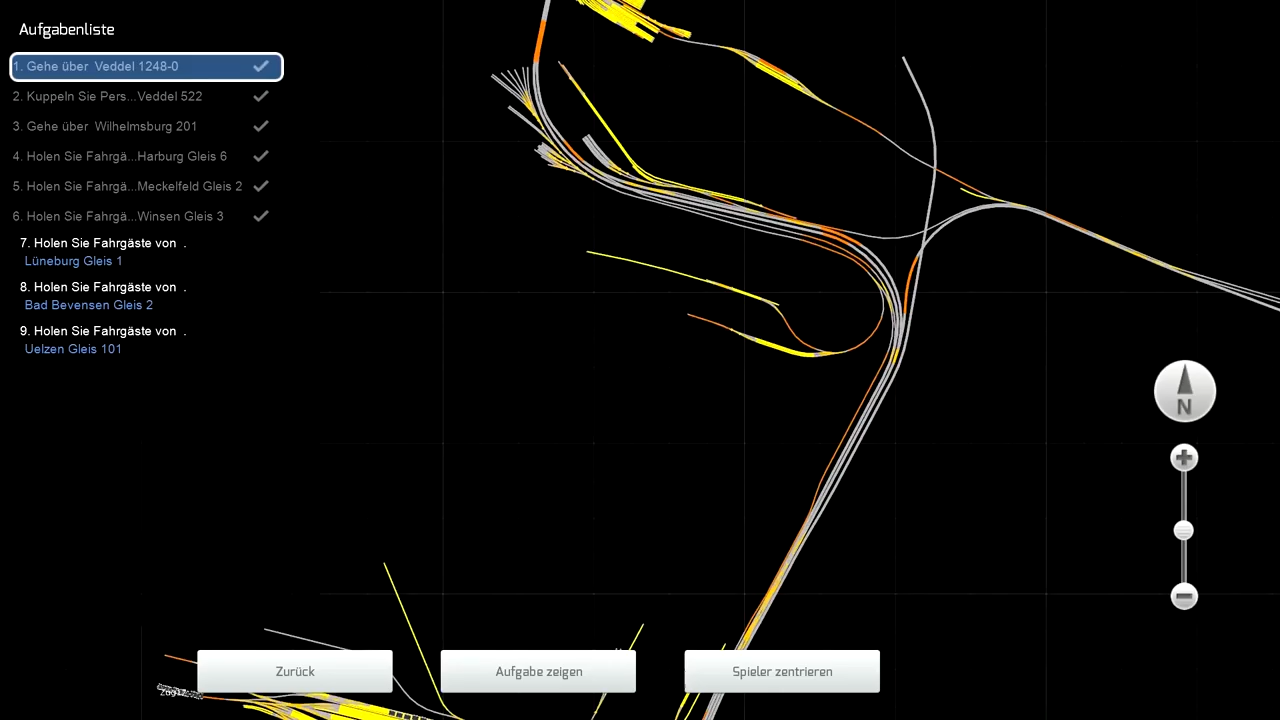 Aufgabenliste
1. Gehe über Veddel 1248-0
2. Kuppeln Sie Pers...Veddel 522
3. Gehe über Wilhelmsburg 201
4. Holen Sie Fahrgä...Harburg Gleis 6
5. Holen Sie Fahrgä...Meckelfeld Gleis 2
6. Holen Sie Fahrgä...Winsen Gleis 3
7. Holen Sie Fahrgäste von .
Lüneburg Gleis 1
8. Holen Sie Fahrgäste von .
Bad Bevensen Gleis 2
9. Holen Sie Fahrgäste von .
Uelzen Gleis 101
N
Zurück
Aufgabe zeigen
Spieler zentrieren